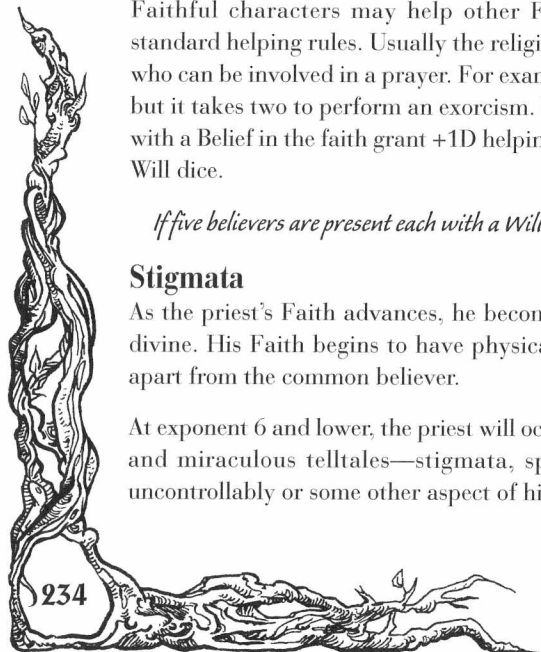 Faithful characters may help other F
standard helping rules. Usually the religi
who can be involved in a prayer. For exar
but it takes two to perform an exorcism.
with a Belief in the faith grant +1D helpin
Will dice.
If five believers are present each with a Will
Stigmata
As the priest's Faith advances, he becon
divine. His Faith begins to have physica
apart from the common believer.
At exponent 6 and lower, the priest will oc
and miraculous telltales—stigmata, sp
uncontrollably or some other aspect of hi
234